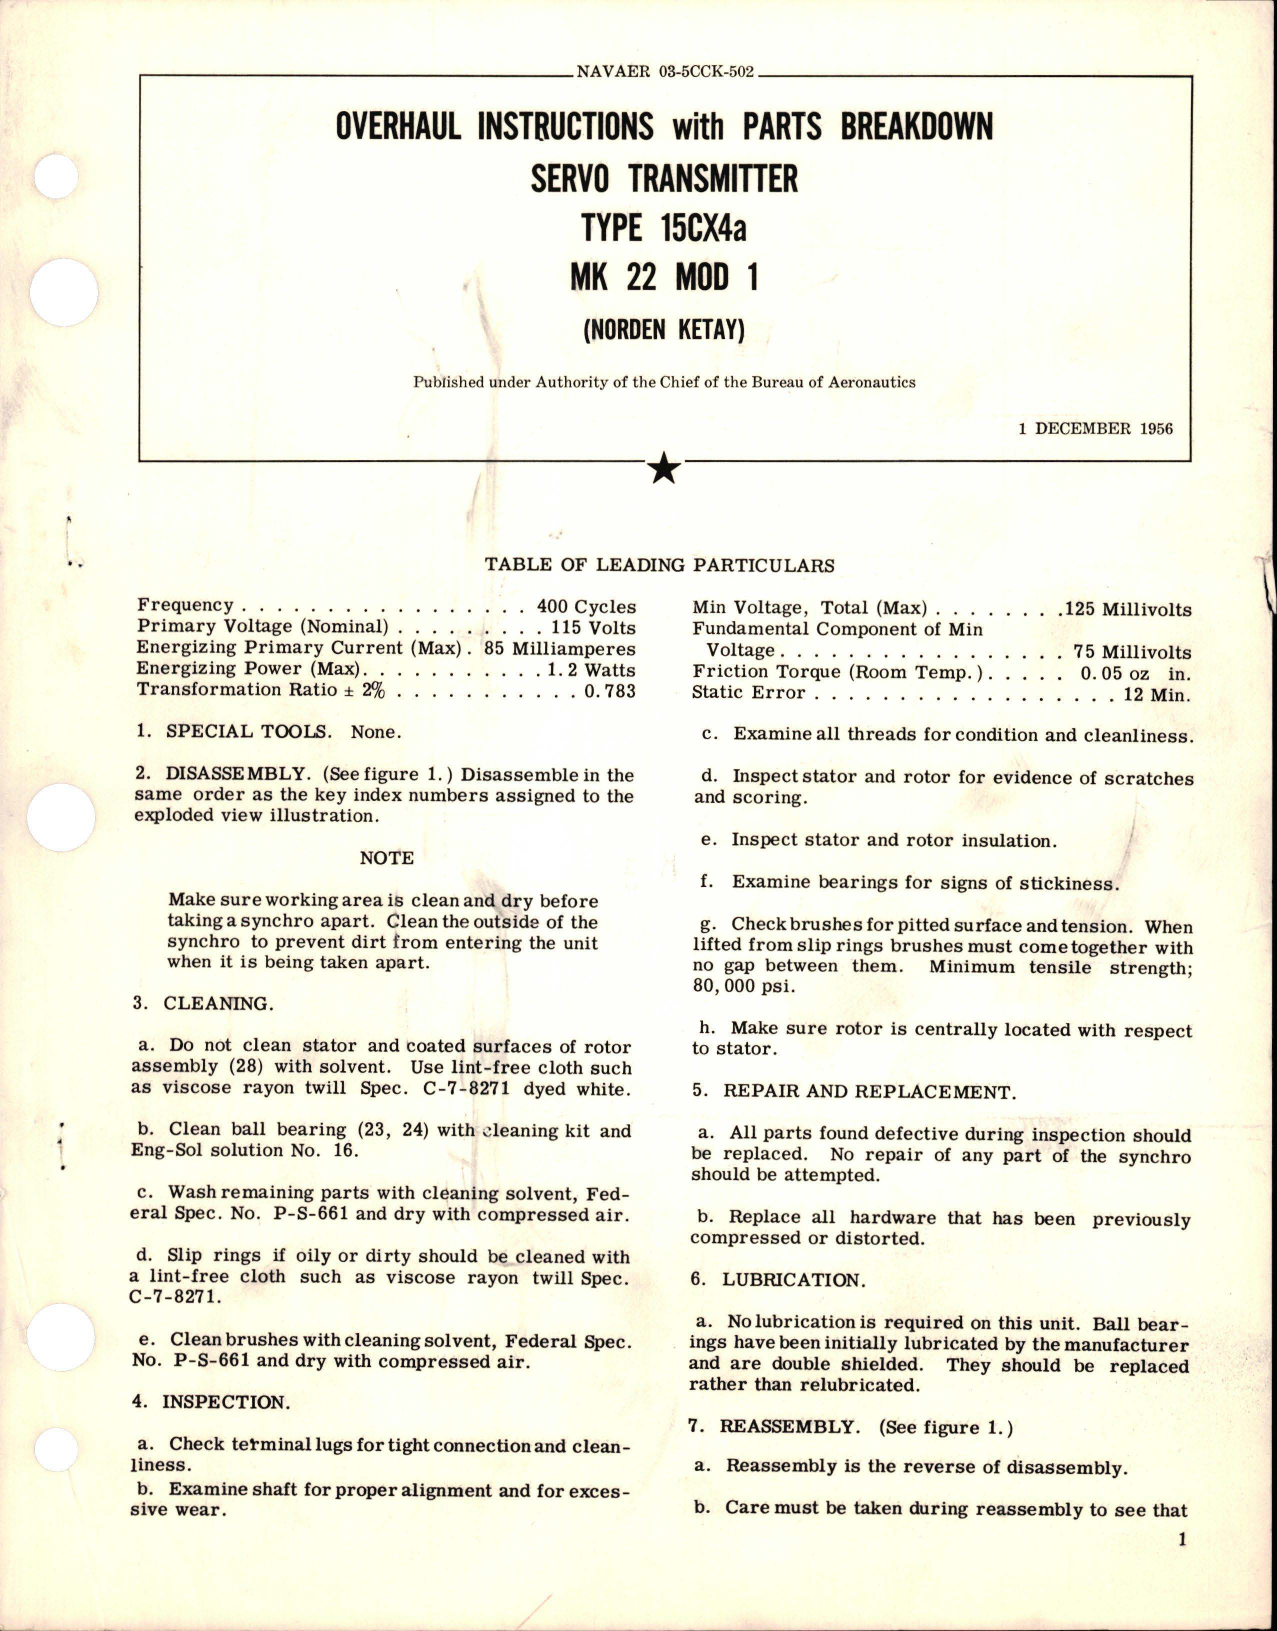 NAVAER 03-5CCK-502
OVERHAUL INSTRUCTIONS with PARTS BREAKDOWN
SERVO TRANSMITTER
TYPE 15CX4a
MK 22 MOD 1
(NORDEN KETAY)
Published under Authority of the Chief of the Bureau of Aeronautics
1 DECEMBER 1956
TABLE OF LEADING PARTICULARS
Frequency . . . . . . . . . . . . . . . . . 400 Cycles
Primary Voltage (Nominal) . . . . . . . . . 115 Volts
Energizing Primary Current (Max) . 85 Milliamperes
Energizing Power (Max). . . . . . . . . . . 1.2 Watts
Transformation Ratio ± 2% . . . . . . . . . . . 0.783
1. SPECIAL TOOLS. None.
2. DISASSEMBLY. (See figure 1.) Disassemble in the
same order as the key index numbers assigned to the
exploded view illustration.
NOTE
Make sure working area is clean and dry before
taking a synchro apart. Clean the outside of the
synchro to prevent dirt from entering the unit
when it is being taken apart.
3. CLEANING.
a. Do not clean stator and coated surfaces of rotor
assembly (28) with solvent. Use lint-free cloth such
as viscose rayon twill Spec. C-7-8271 dyed white.
b. Clean ball bearing (23, 24) with cleaning kit and
Eng-Sol solution No. 16.
c. Wash remaining parts with cleaning solvent, Fed-
eral Spec. No. P-S-661 and dry with compressed air.
d. Slip rings if oily or dirty should be cleaned with
a lint-free cloth such as viscose rayon twill Spec.
C-7-8271.
e. Clean brushes with cleaning solvent, Federal Spec.
No. P-S-661 and dry with compressed air.
4. INSPECTION.
a. Check terminal lugs for tight connection and clean-
liness.
b. Examine shaft for proper alignment and for exces-
sive wear.
Min Voltage, Total (Max) . . . . . . . .125 Millivolts
Fundamental Component of Min
Voltage . . . . . . . . . . . . . . . . . 75 Millivolts
Friction Torque (Room Temp.). . . . . 0.05 oz in.
Static Error . . . . . . . . . . . . . . . . . . 12 Min.
c. Examine all threads for condition and cleanliness.
d. Inspect stator and rotor for evidence of scratches
and scoring.
e. Inspect stator and rotor insulation.
f. Examine bearings for signs of stickiness.
g. Check brushes for pitted surface and tension. When
lifted from slip rings brushes must come together with
no gap between them. Minimum tensile strength;
80,000 psi.
h. Make sure rotor is centrally located with respect
to stator.
5. REPAIR AND REPLACEMENT.
a. All parts found defective during inspection should
be replaced. No repair of any part of the synchro
should be attempted.
b. Replace all hardware that has been previously
compressed or distorted.
6. LUBRICATION.
a. No lubrication is required on this unit. Ball bear-
ings have been initially lubricated by the manufacturer
and are double shielded. They should be replaced
rather than relubricated.
7. REASSEMBLY. (See figure 1.)
a. Reassembly is the reverse of disassembly.
b. Care must be taken during reassembly to see that
1